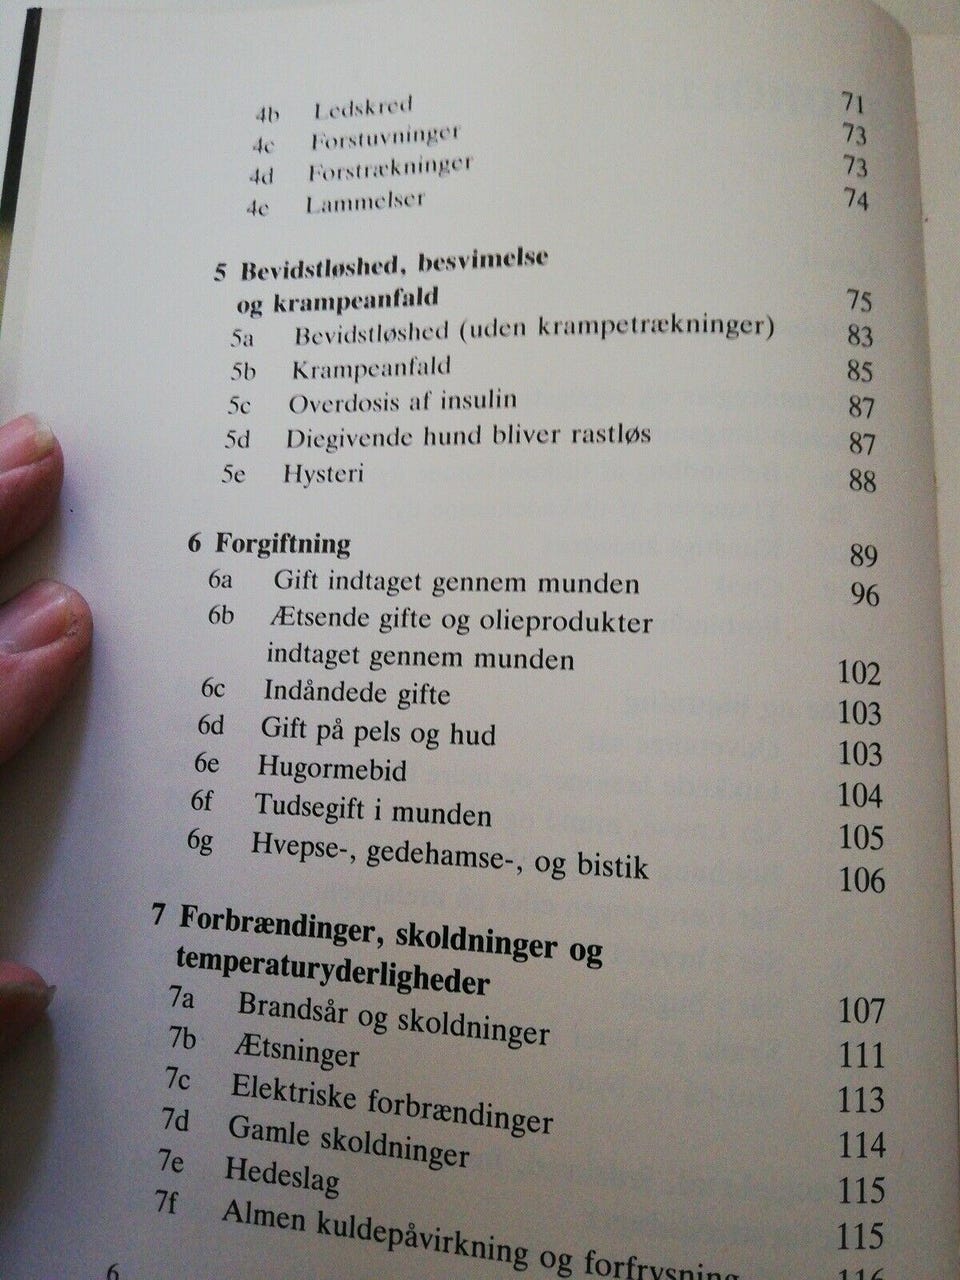 4b Ledskred 71
4c Forstuvninger 73
4d Forstrækninger 73
4e Lammelser 74
5 Bevidstløshed, besvimelse
og krampeanfald 75
5a Bevidstløshed (uden krampetrækninger) 83
5b Krampeanfald 85
5c Overdosis af insulin 87
5d Diegivende hund bliver rastløs 87
5e Hysteri 88
6 Forgiftning 89
6a Gift indtaget gennem munden 96
6b Ætsende gifte og olieprodukter
indtaget gennem munden 102
6c Indåndede gifte 103
6d Gift på pels og hud 103
6e Hugormebid 104
6f Tudsegift i munden 105
6g Hvepse-, gedehamse-, og bistik 106
7 Forbrændinger, skoldninger og
temperaturyderligheder 107
7a Brandsår og skoldninger 111
7b Ætsninger 113
7c Elektriske forbrændinger 114
7d Gamle skoldninger 115
7e Hedeslag 115
7f Almen kuldepåvirkning og forfrysning 116
6